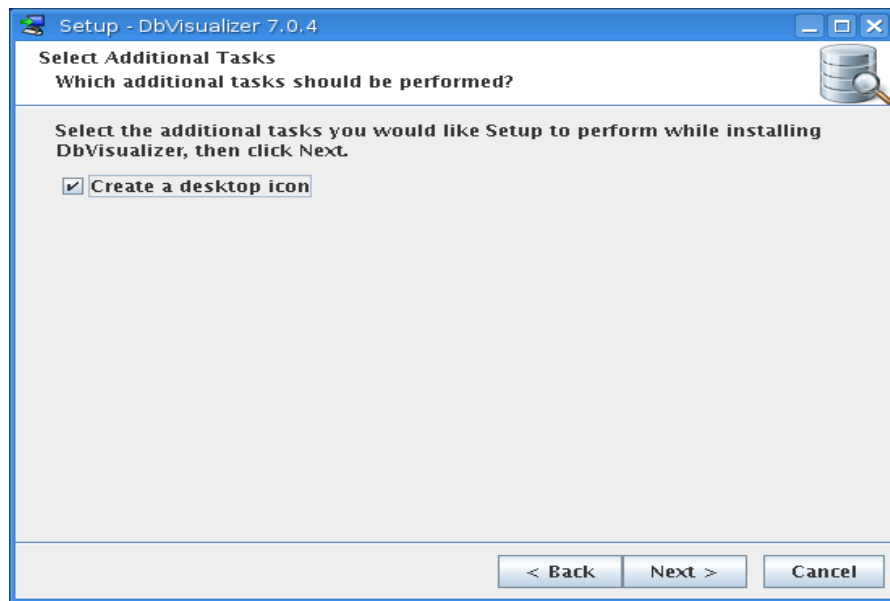 Setup - DbVisualizer 7.0.4
Select Additional Tasks
Which additional tasks should be performed?
Select the additional tasks you would like Setup to perform while installing
DbVisualizer, then click Next.
Create a desktop icon
< Back Next > Cancel